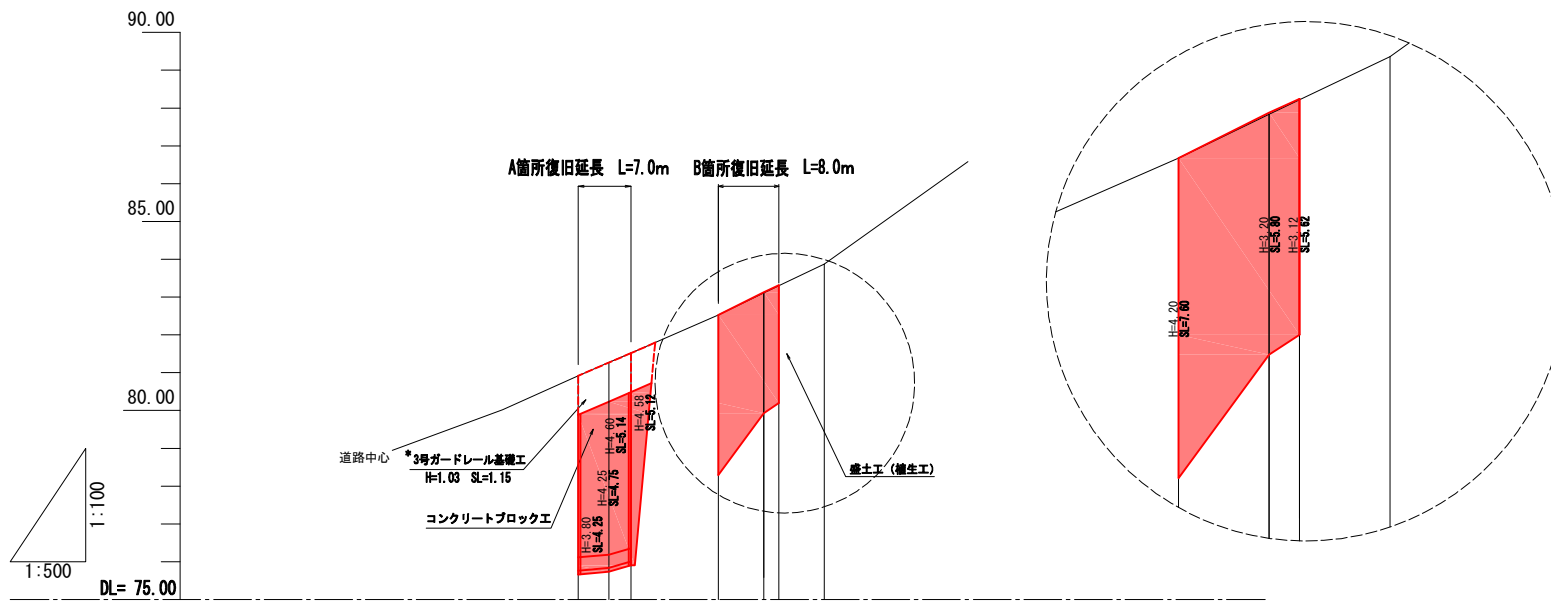 90.00
A箇所復旧延長 L=7.0m
B箇所復旧延長 L=8.0m
85.00
H=3.20
SL=5.80
H=3.12
SL=5.62
H=4.20
SL=7.60
80.00
H=4.58
SL=5.12
H=4.60
SL=5.14
道路中心
*3号ガードレール基礎工
H=1.03 SL=1.15
盛土工（植生工）
H=4.25
SL=4.75
コンクリートブロック工
H=3.80
SL=4.25
1:100
1:500
DL= 75.00